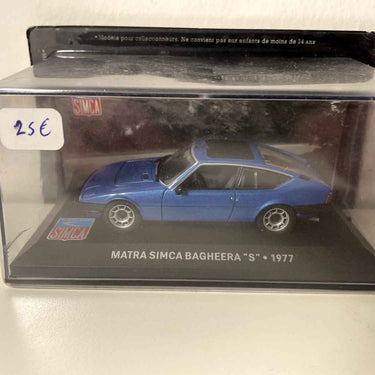 * Modèle pour collectionneurs. Ne convient pas aux enfants de moins de 14 ans
SIMCA
25€
SIMCA
MATRA SIMCA BAGHEERA "S" • 1977